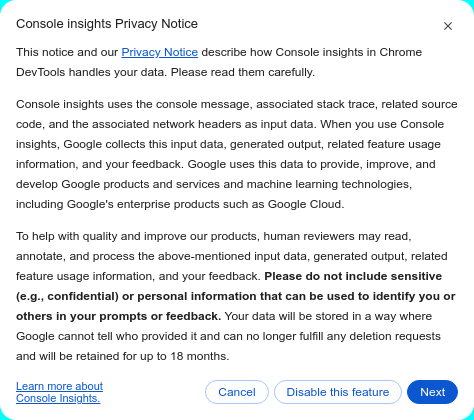 Console insights Privacy Notice
This notice and our Privacy Notice describe how Console insights in Chrome
DevTools handles your data. Please read them carefully.
Console insights uses the console message, associated stack trace, related source
code, and the associated network headers as input data. When you use Console
insights, Google collects this input data, generated output, related feature usage
information, and your feedback. Google uses this data to provide, improve, and
develop Google products and services and machine learning technologies,
including Google's enterprise products such as Google Cloud.
To help with quality and improve our products, human reviewers may read,
annotate, and process the above-mentioned input data, generated output, related
feature usage information, and your feedback. Please do not include sensitive
(e.g., confidential) or personal information that can be used to identify you or
others in your prompts or feedback. Your data will be stored in a way where
Google cannot tell who provided it and can no longer fulfill any deletion requests
and will be retained for up to 18 months.
Learn more about
Console Insights.
Cancel
Disable this feature
Next